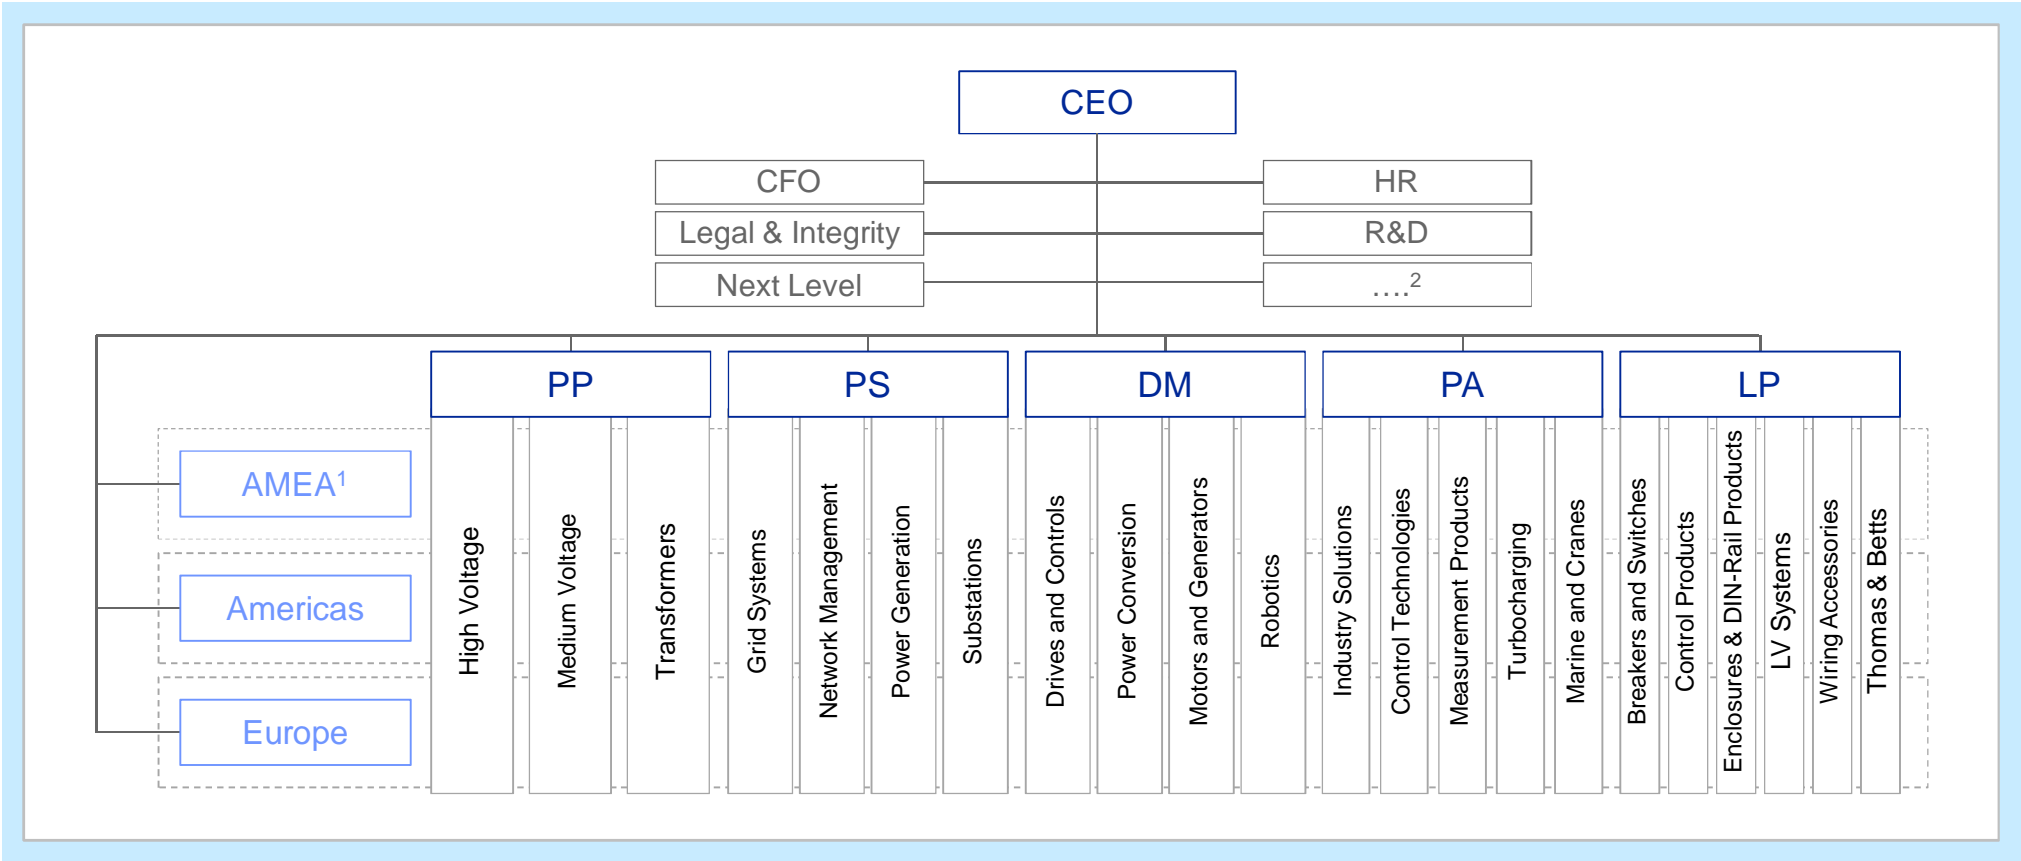 CEO
CFO
HR
Legal & Integrity
R&D
Next Level
….²
PP
PS
DM
PA
LP
AMEA¹
Americas
Europe
High Voltage
Medium Voltage
Transformers
Grid Systems
Network Management
Power Generation
Substations
Drives and Controls
Power Conversion
Motors and Generators
Robotics
Industry Solutions
Control Technologies
Measurement Products
Turbocharging
Marine and Cranes
Breakers and Switches
Control Products
Enclosures & DIN-Rail Products
LV Systems
Wiring Accessories
Thomas & Betts